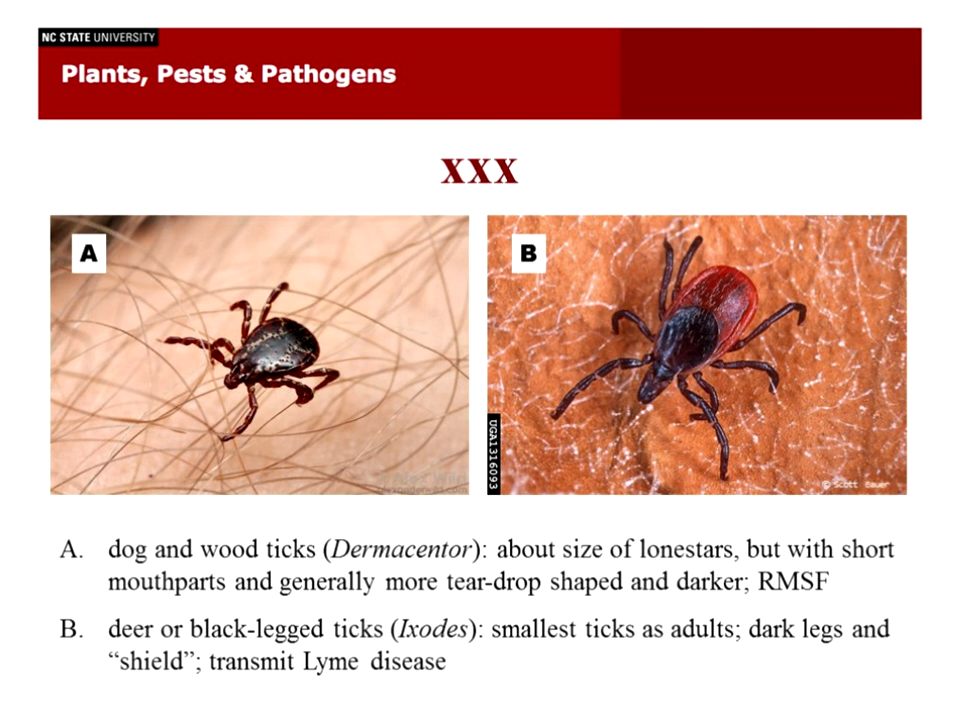 NC STATE UNIVERSITY
Plants, Pests & Pathogens
xxx
A
B
UGA1316093
© Scott Bauer
A. dog and wood ticks (Dermacentor): about size of lonestars, but with short
mouthparts and generally more tear-drop shaped and darker; RMSF
B. deer or black-legged ticks (Ixodes): smallest ticks as adults; dark legs and
“shield”; transmit Lyme disease